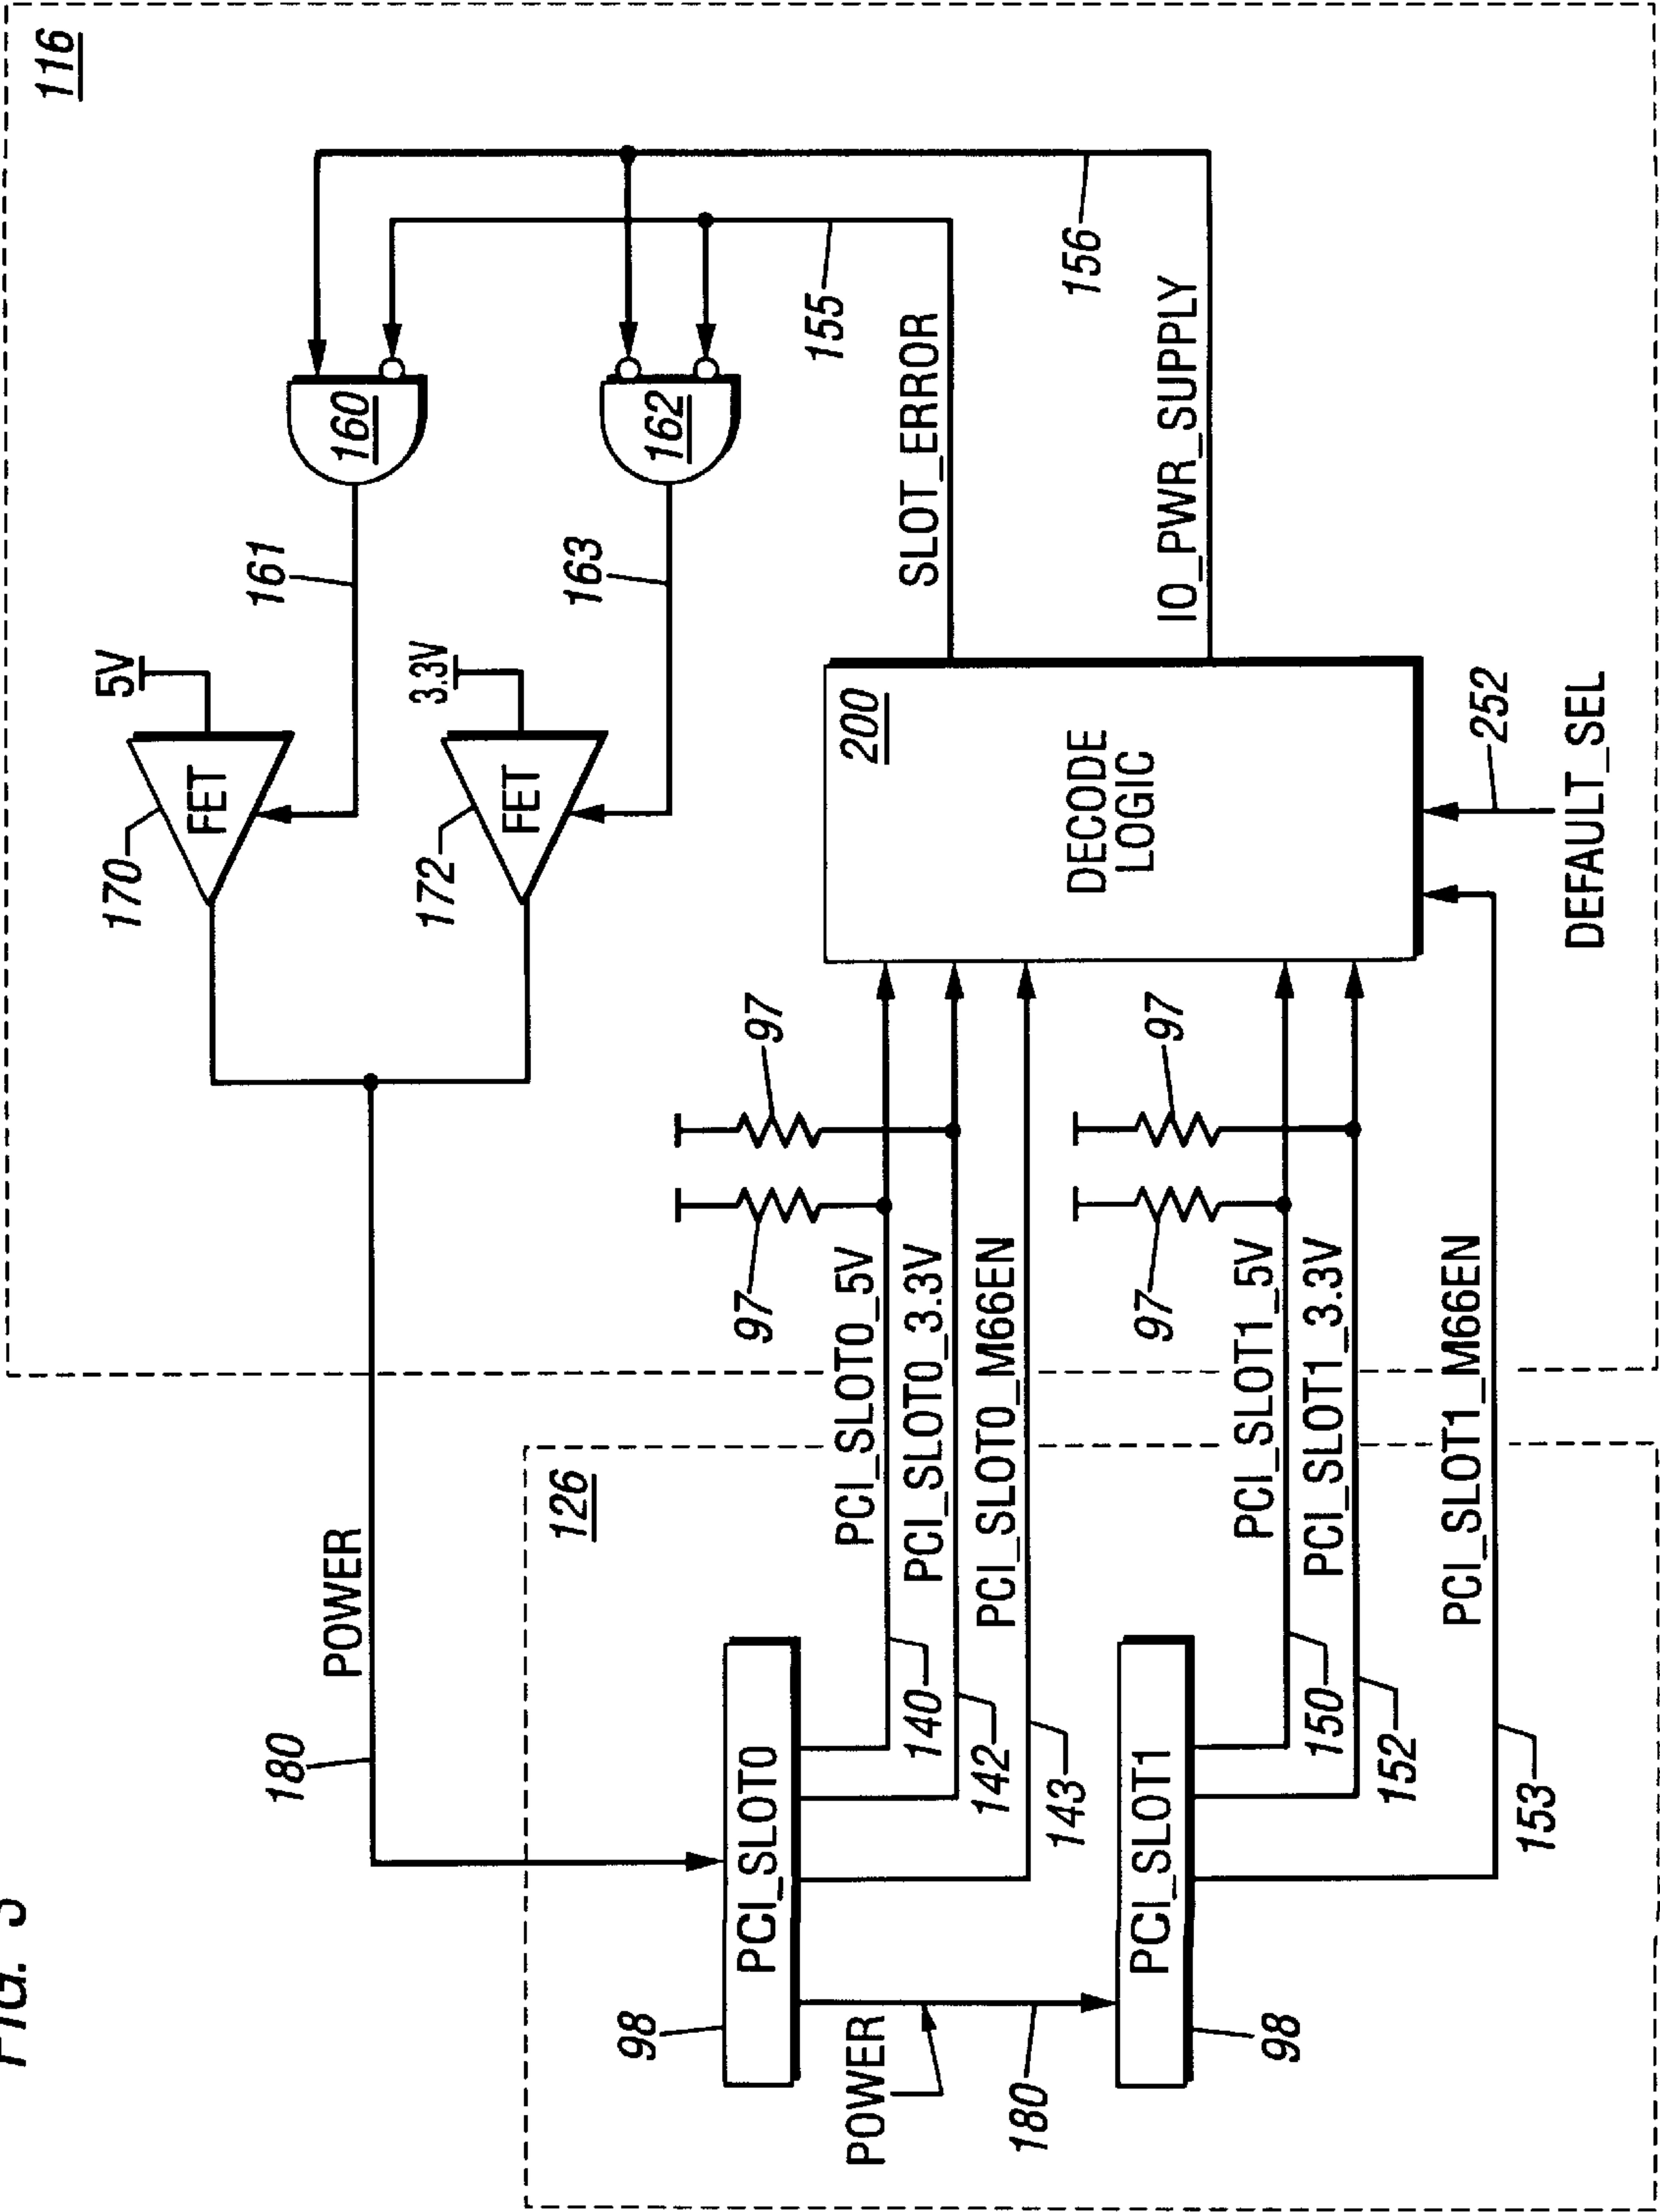 FIG. 3
116
126
POWER
180
170
FET
5V
161
160
172
FET
3.3V
163
162
155
156
SLOT_ERROR
IO_PWR_SUPPLY
200
DECODE
LOGIC
252
DEFAULT_SEL
97
97
97
97
PCI_SLOT0_5V
PCI_SLOT0_3.3V
PCI_SLOT0_M66EN
PCI_SLOT1_5V
PCI_SLOT1_3.3V
PCI_SLOT1_M66EN
140
142
143
150
152
153
PCI_SLOT0
98
POWER
180
PCI_SLOT1
98